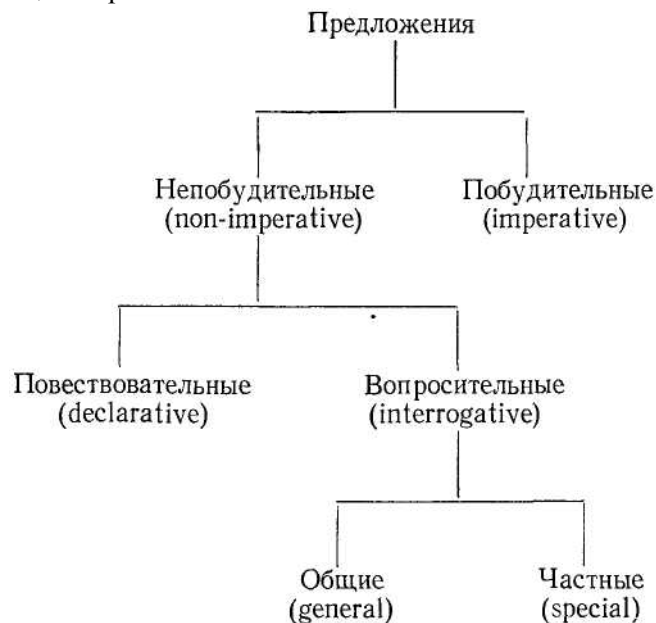 Предложения
Непобудительные
(non-imperative)
Побудительные
(imperative)
Повествовательные
(declarative)
Вопросительные
(interrogative)
Общие
(general)
Частные
(special)